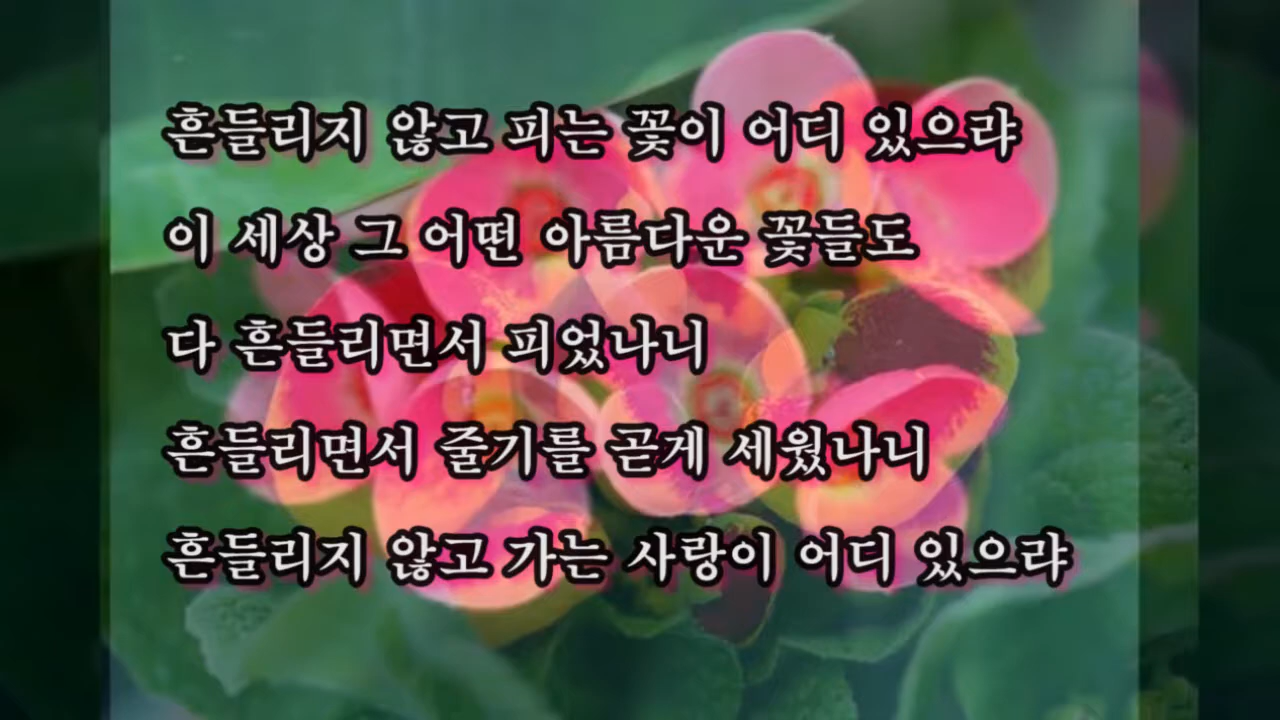 흔들리지 않고 피는 꽃이 어디 있으랴
이 세상 그 어떤 아름다운 꽃들도
다 흔들리면서 피었나니
흔들리면서 줄기를 곧게 세웠나니
흔들리지 않고 가는 사랑이 어디 있으랴